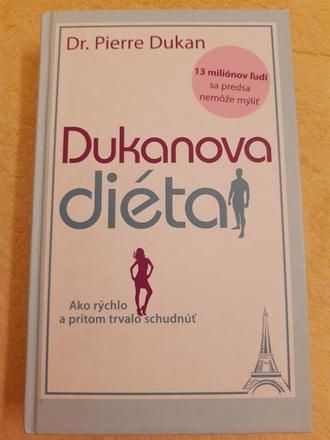 Dr. Pierre Dukan
13 miliónov ľudí
sa predsa
nemôže mýliť
Dukanova
diéta
Ako rýchlo
a pritom trvalo schudnúť